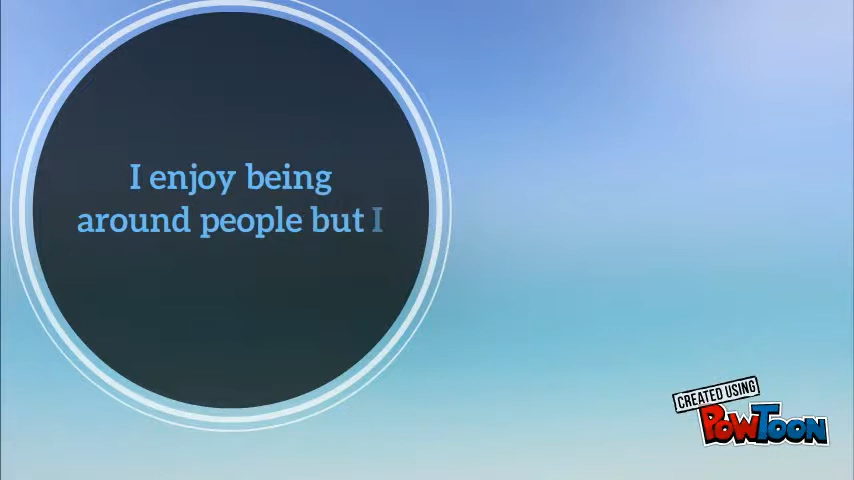 I enjoy being
around people but I
CREATED USING
POWTOON